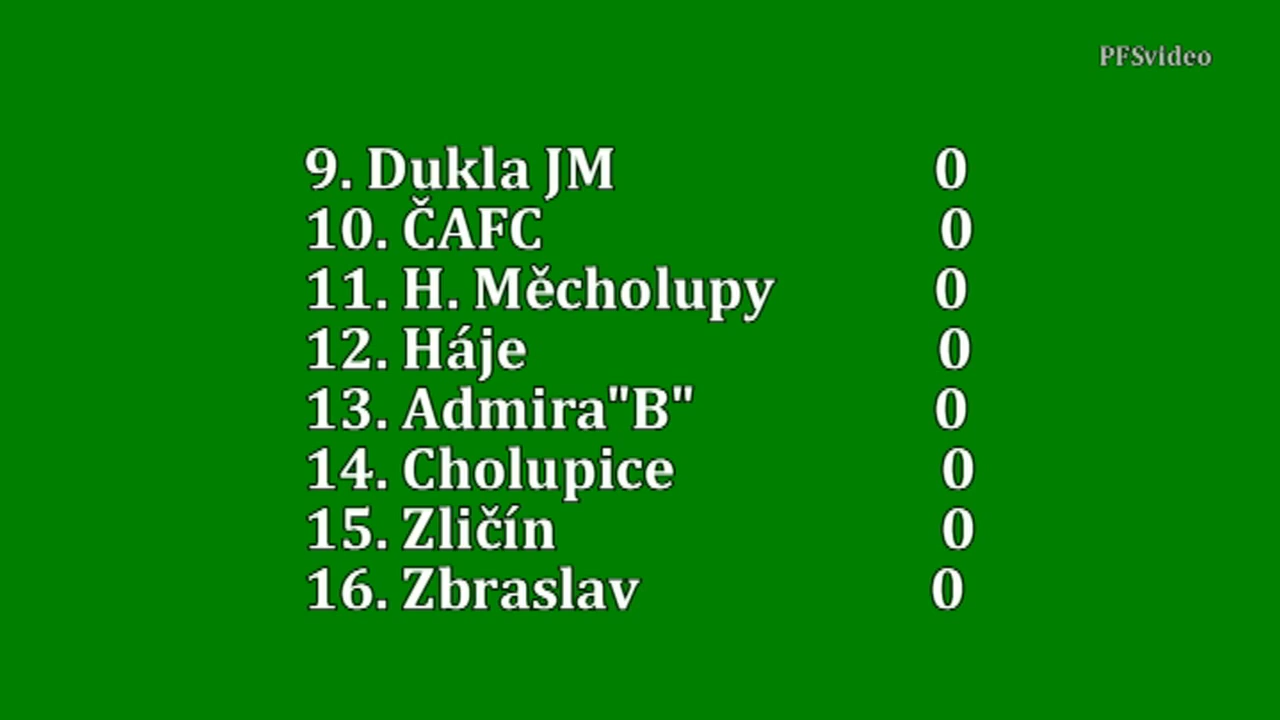 PFSvideo
9. Dukla JM 0
10. ČAFC 0
11. H. Měcholupy 0
12. Háje 0
13. Admira"B" 0
14. Cholupice 0
15. Zličín 0
16. Zbraslav 0